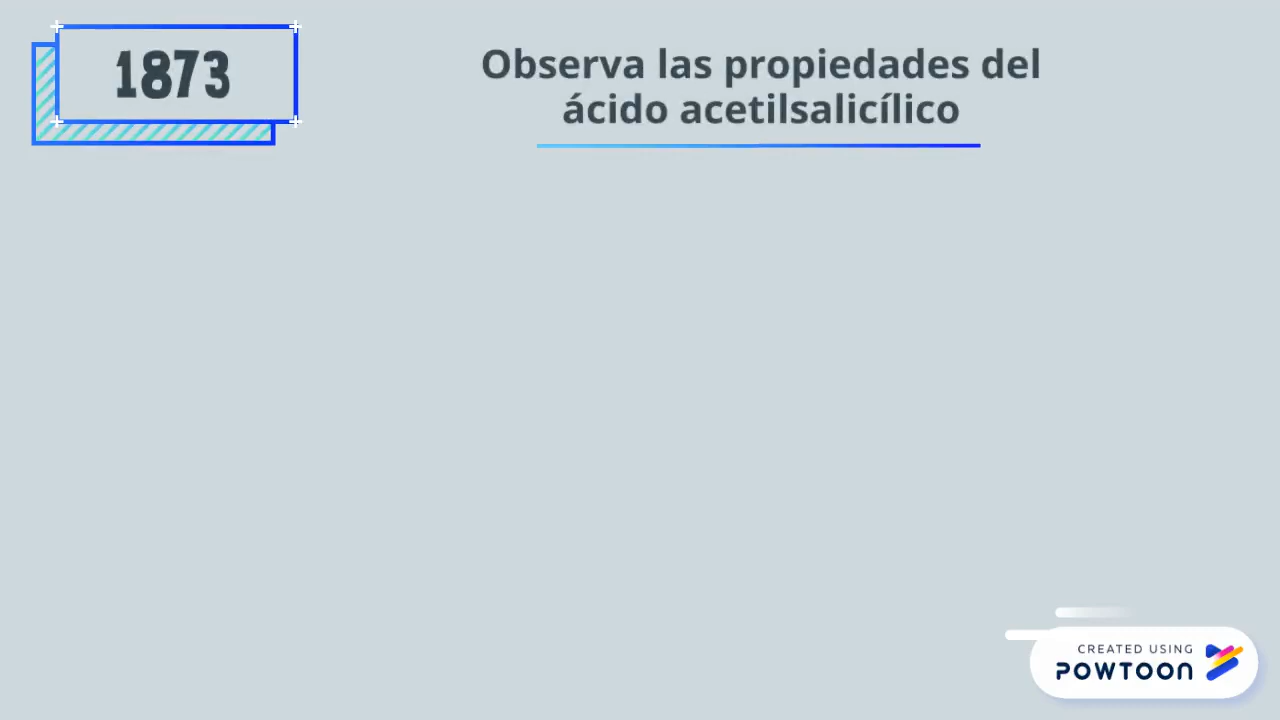 1873
Observa las propiedades del
ácido acetilsalicílico
CREATED USING
POWTOON